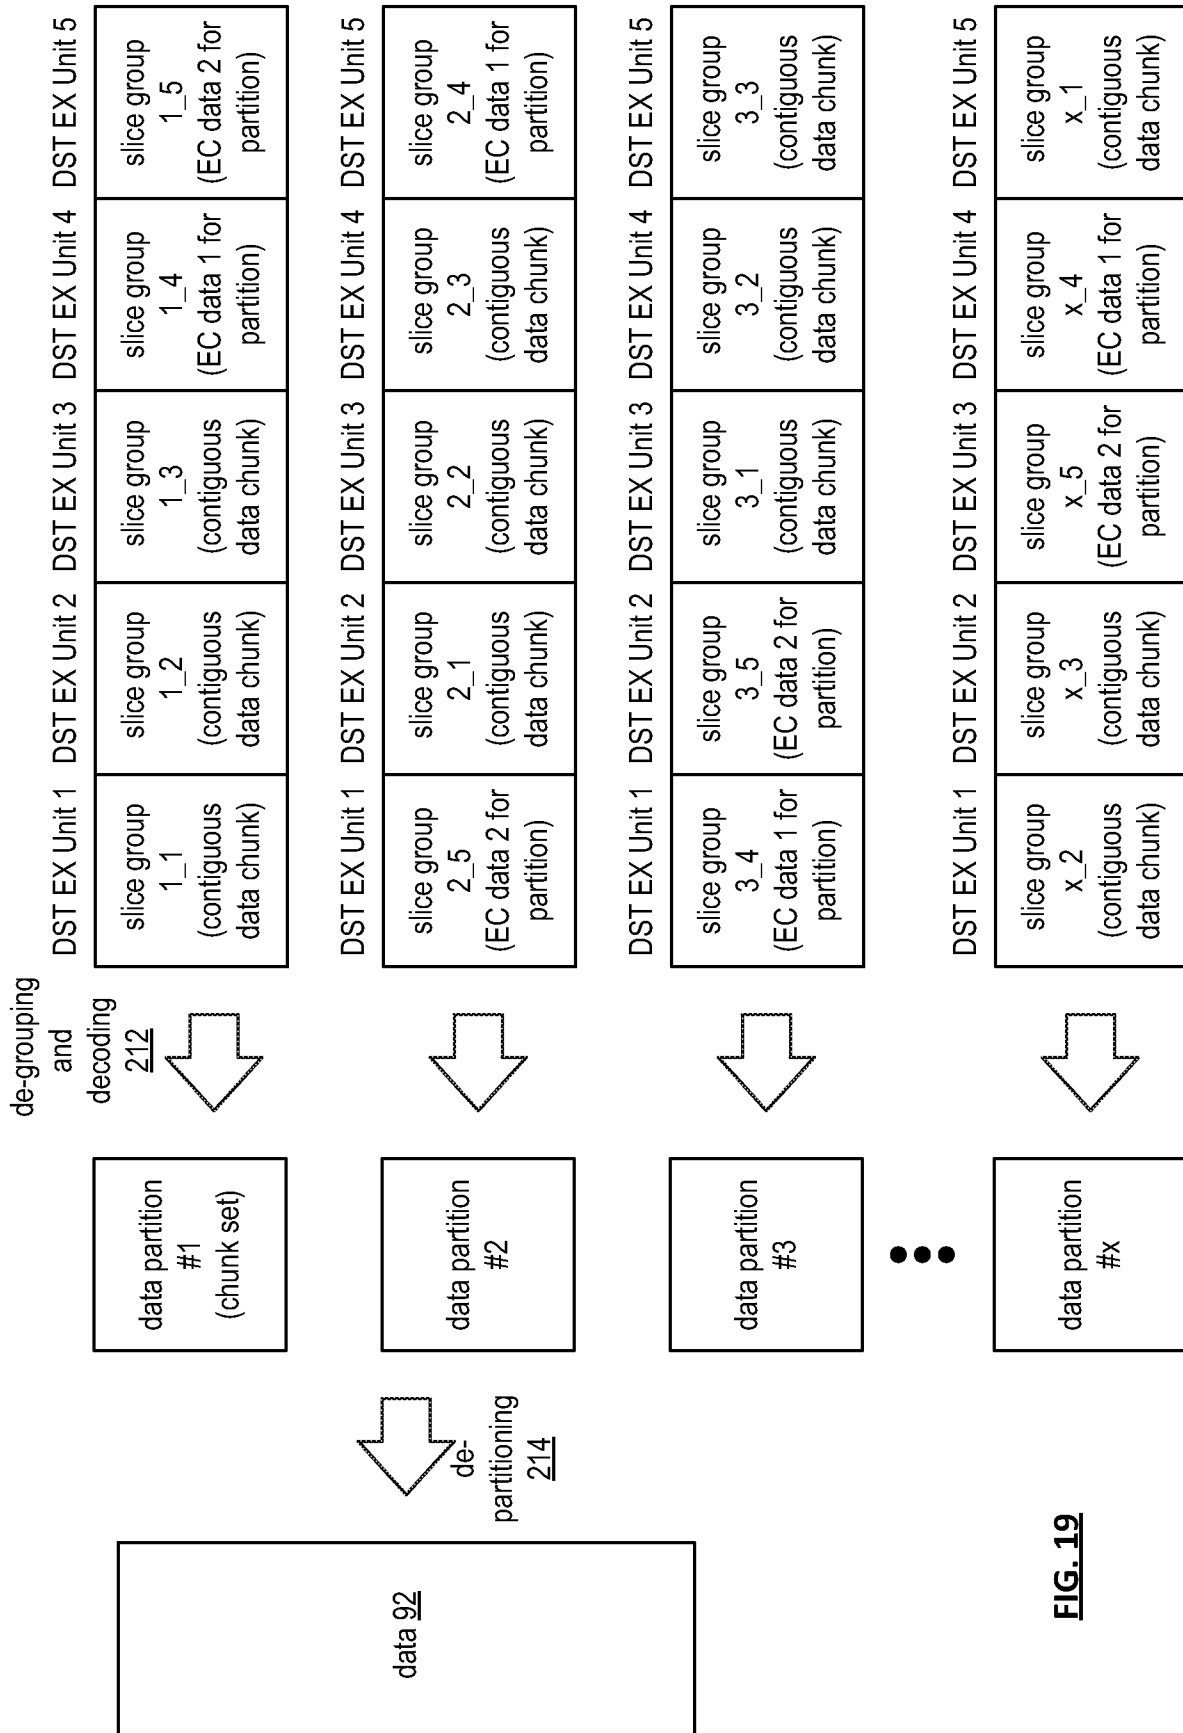 data 92
de-
partitioning
214
data partition
#1
(chunk set)
data partition
#2
data partition
#3
data partition
#x
de-grouping
and
decoding
212
DST EX Unit 1
DST EX Unit 2
DST EX Unit 3
DST EX Unit 4
DST EX Unit 5
slice group
1_1
(contiguous
data chunk)
slice group
1_2
(contiguous
data chunk)
slice group
1_3
(contiguous
data chunk)
slice group
1_4
(EC data 1 for
partition)
slice group
1_5
(EC data 2 for
partition)
DST EX Unit 1
DST EX Unit 2
DST EX Unit 3
DST EX Unit 4
DST EX Unit 5
slice group
2_5
(EC data 2 for
partition)
slice group
2_1
(contiguous
data chunk)
slice group
2_2
(contiguous
data chunk)
slice group
2_3
(contiguous
data chunk)
slice group
2_4
(EC data 1 for
partition)
DST EX Unit 1
DST EX Unit 2
DST EX Unit 3
DST EX Unit 4
DST EX Unit 5
slice group
3_4
(EC data 1 for
partition)
slice group
3_5
(EC data 2 for
partition)
slice group
3_1
(contiguous
data chunk)
slice group
3_2
(contiguous
data chunk)
slice group
3_3
(contiguous
data chunk)
DST EX Unit 1
DST EX Unit 2
DST EX Unit 3
DST EX Unit 4
DST EX Unit 5
slice group
x_2
(contiguous
data chunk)
slice group
x_3
(contiguous
data chunk)
slice group
x_5
(EC data 2 for
partition)
slice group
x_4
(EC data 1 for
partition)
slice group
x_1
(contiguous
data chunk)
FIG. 19